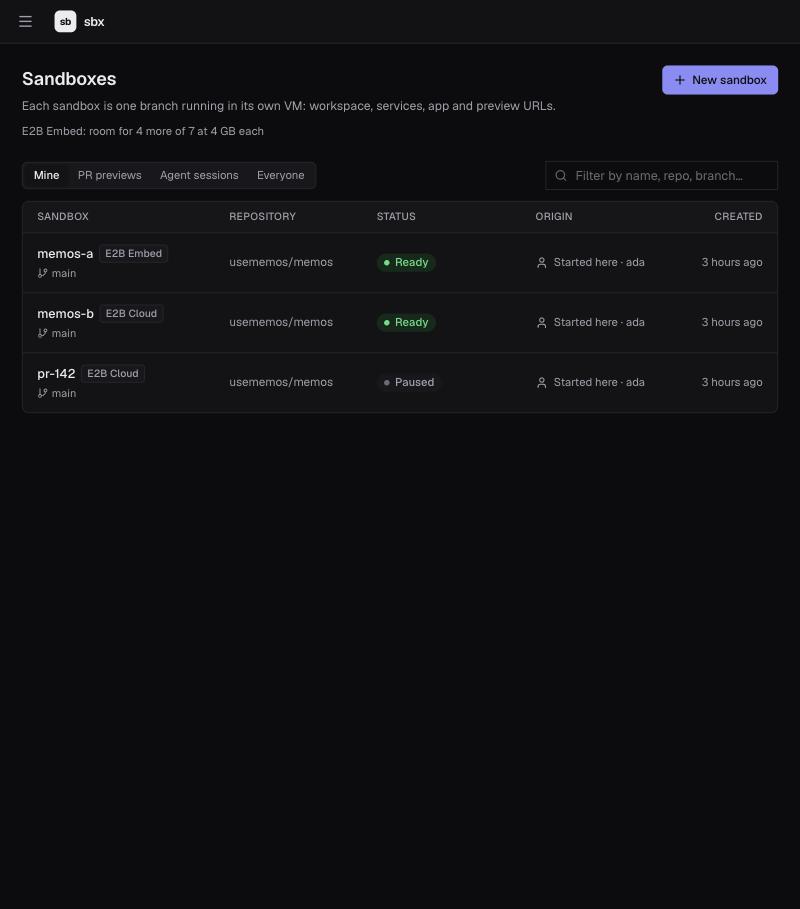 sb sbx
Sandboxes
New sandbox
Each sandbox is one branch running in its own VM: workspace, services, app and preview URLs.
E2B Embed: room for 4 more of 7 at 4 GB each
Mine PR previews Agent sessions Everyone Filter by name, repo, branch…
SANDBOX REPOSITORY STATUS ORIGIN CREATED
memos-a E2B Embed
main
usememos/memos Ready Started here · ada 3 hours ago
memos-b E2B Cloud
main
usememos/memos Ready Started here · ada 3 hours ago
pr-142 E2B Cloud
main
usememos/memos Paused Started here · ada 3 hours ago